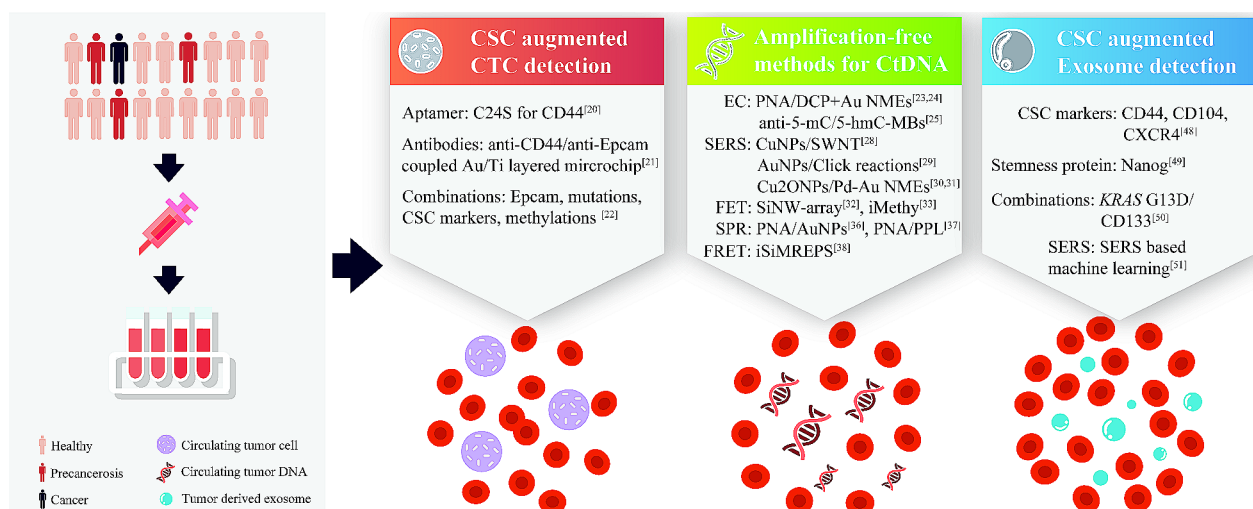 CSC augmented
CTC detection
Aptamer: C24S for CD44[20]
Antibodies: anti-CD44/anti-Epcam
coupled Au/Ti layered mircrochip[21]
Combinations: Epcam, mutations,
CSC markers, methylations [22]
Amplification-free
methods for CtDNA
EC: PNA/DCP+Au NMEs[23,24]
anti-5-mC/5-hmC-MBs[25]
SERS: CuNPs/SWNT[28]
AuNPs/Click reactions[29]
Cu2ONPs/Pd-Au NMEs[30,31]
FET: SiNW-array[32], iMethy[33]
SPR: PNA/AuNPs[36], PNA/PPL[37]
FRET: iSiMREPS[38]
CSC augmented
Exosome detection
CSC markers: CD44, CD104,
CXCR4[48]
Stemness protein: Nanog[49]
Combinations: KRAS G13D/
CD133[50]
SERS: SERS based
machine learning[51]
Healthy
Precancerosis
Cancer
Circulating tumor cell
Circulating tumor DNA
Tumor derived exosome